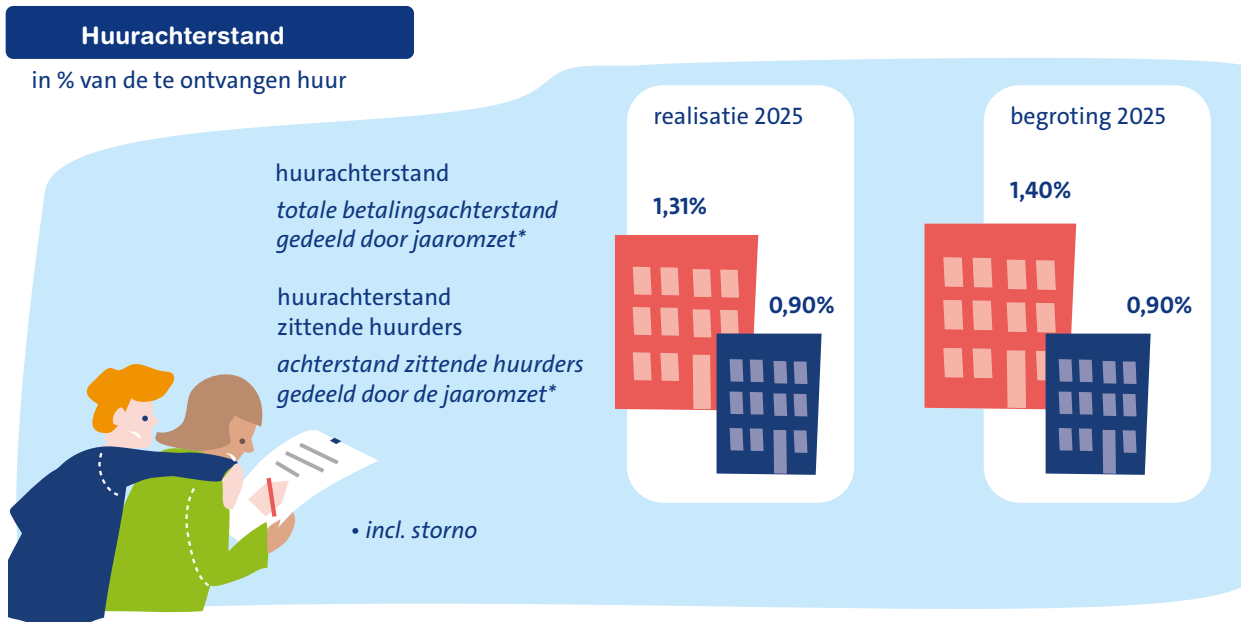 Huurachterstand
in % van de te ontvangen huur
realisatie 2025
begroting 2025
huurachterstand
totale betalingsachterstand
gedeeld door jaaromzet*
1,31%
1,40%
huurachterstand
zittende huurders
achterstand zittende huurders
gedeeld door de jaaromzet*
0,90%
0,90%
• incl. storno